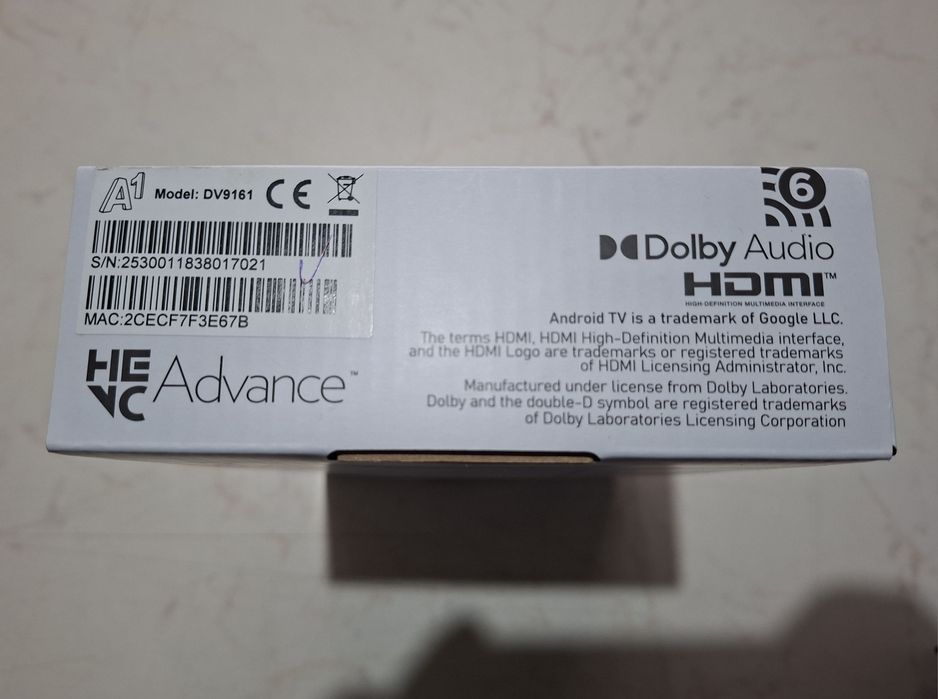 A1 Model: DV9161 CE
S/N:2530011838017021
MAC:2CECF7F3E67B
HEVC Advance™
6
Dolby Audio
HDMI™
HIGH-DEFINITION MULTIMEDIA INTERFACE
Android TV is a trademark of Google LLC.
The terms HDMI, HDMI High-Definition Multimedia interface,
and the HDMI Logo are trademarks or registered trademarks
of HDMI Licensing Administrator, Inc.
Manufactured under license from Dolby Laboratories.
Dolby and the double-D symbol are registered trademarks
of Dolby Laboratories Licensing Corporation